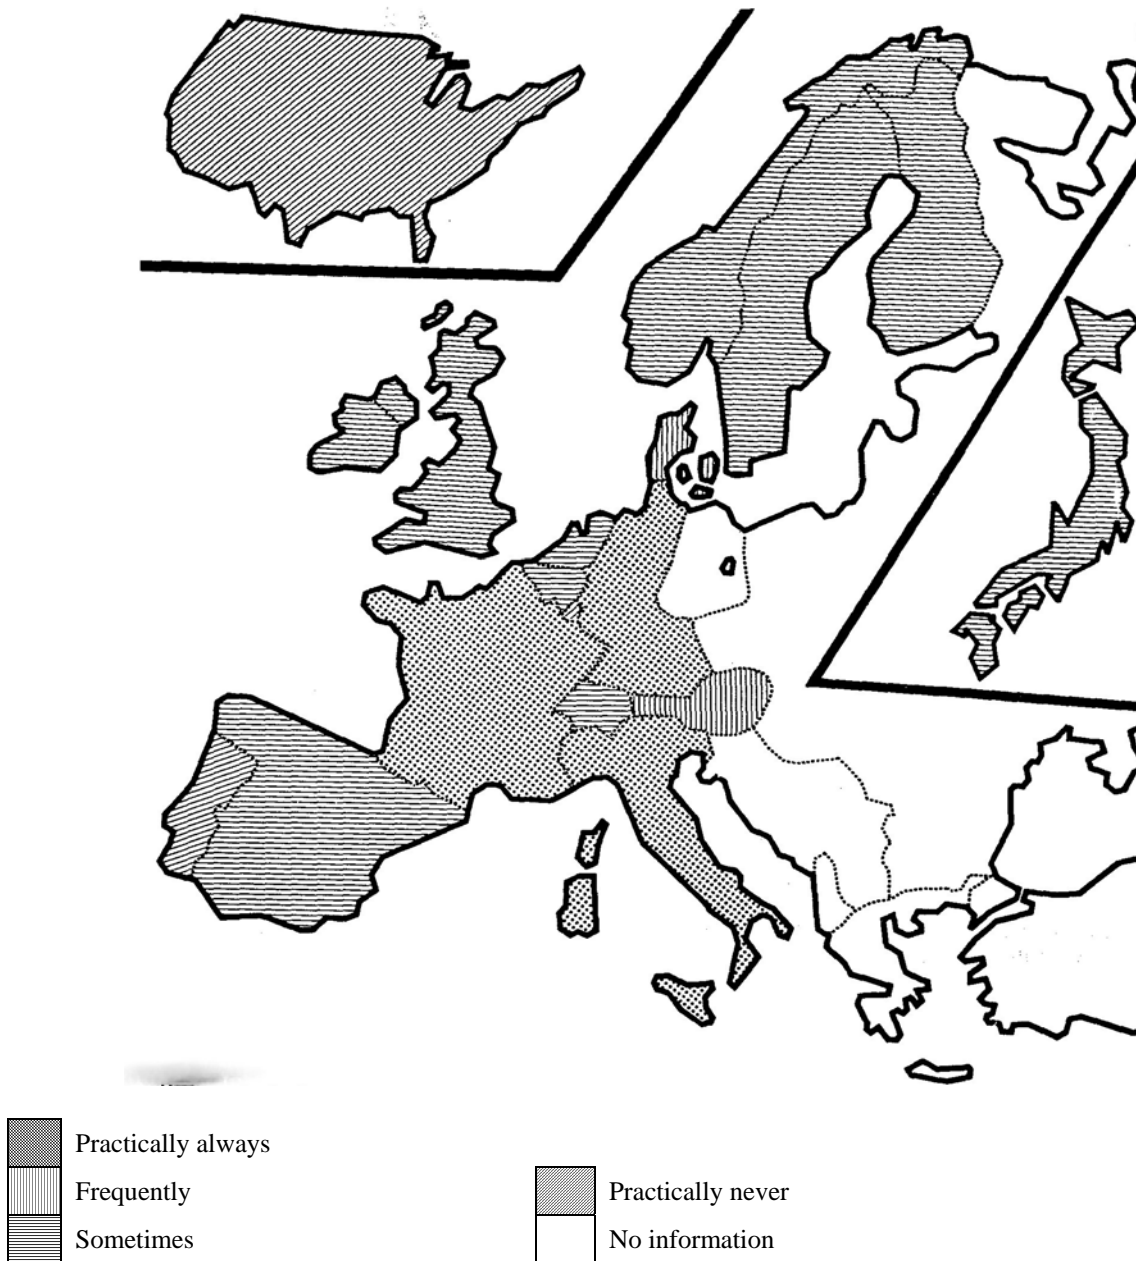 Practically always
Frequently
Practically never
Sometimes
No information